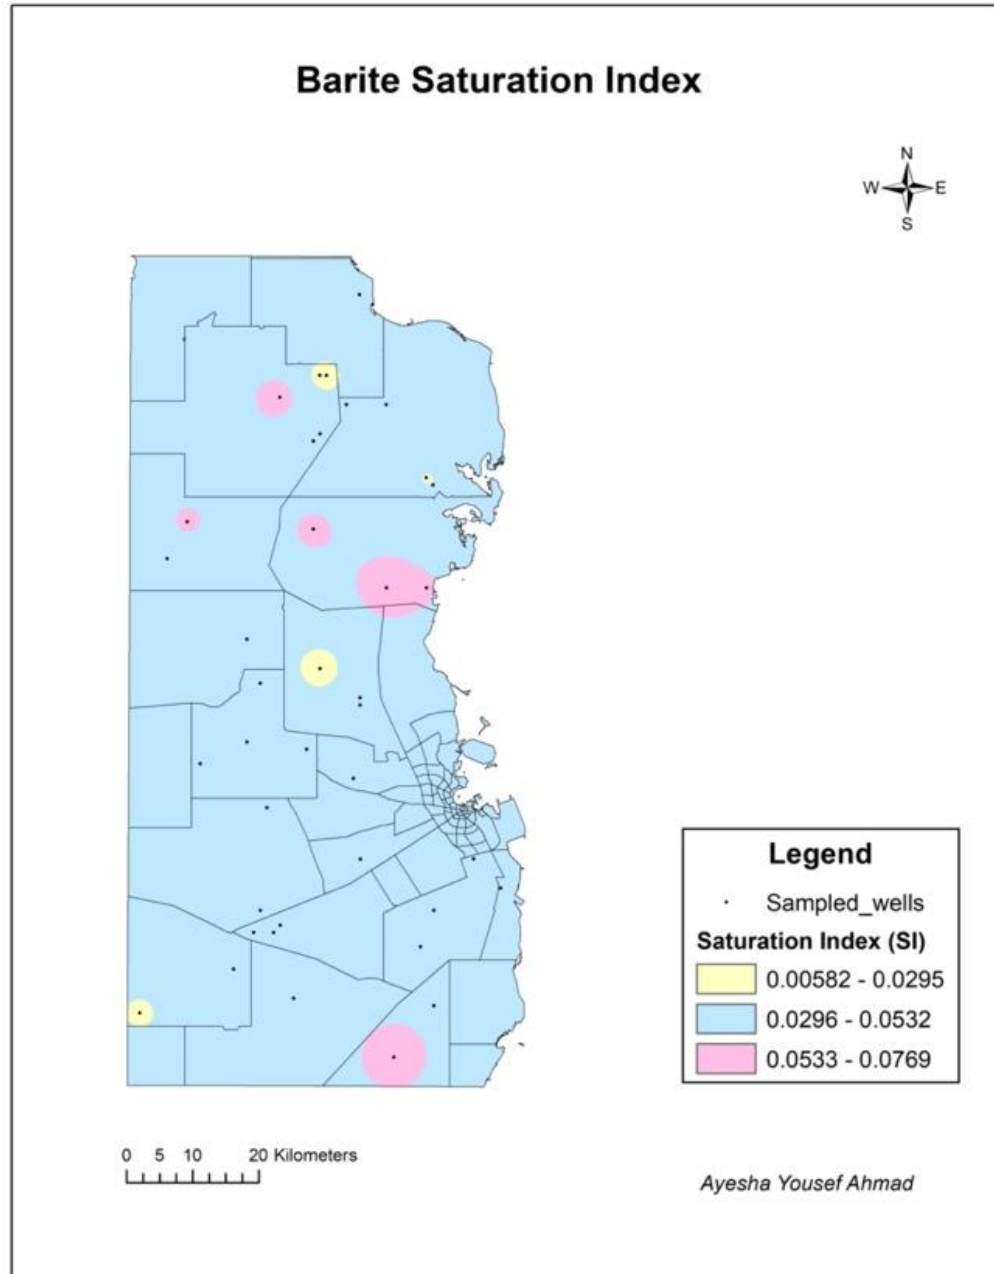 Barite Saturation Index
N
W E
S
Legend
Sampled_wells
Saturation Index (SI)
0.00582 - 0.0295
0.0296 - 0.0532
0.0533 - 0.0769
0 5 10 20 Kilometers
Ayesha Yousef Ahmad